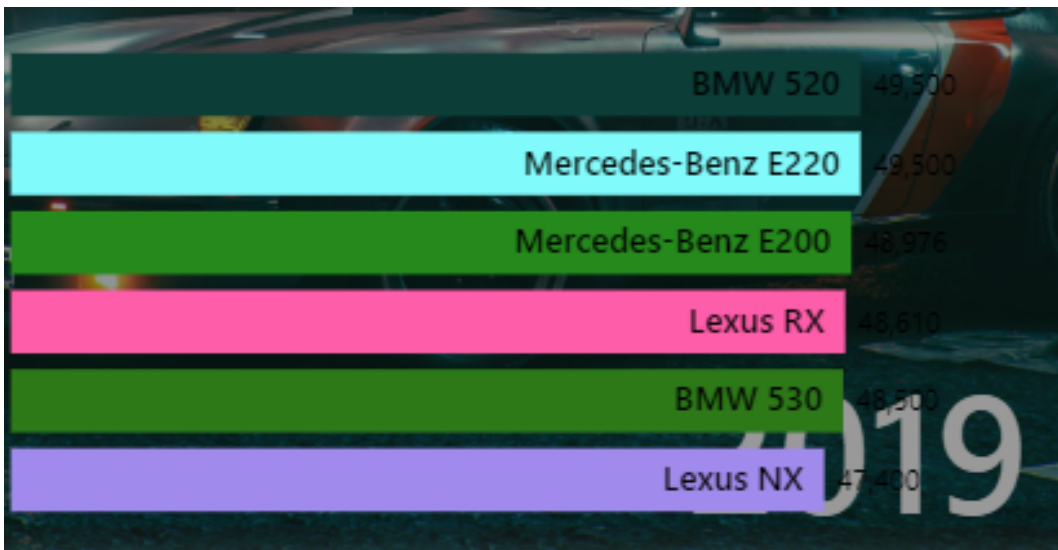 BMW 520 49,500
Mercedes-Benz E220 49,500
Mercedes-Benz E200 48,976
Lexus RX 48,610
BMW 530 48,500
Lexus NX 47,400
2019